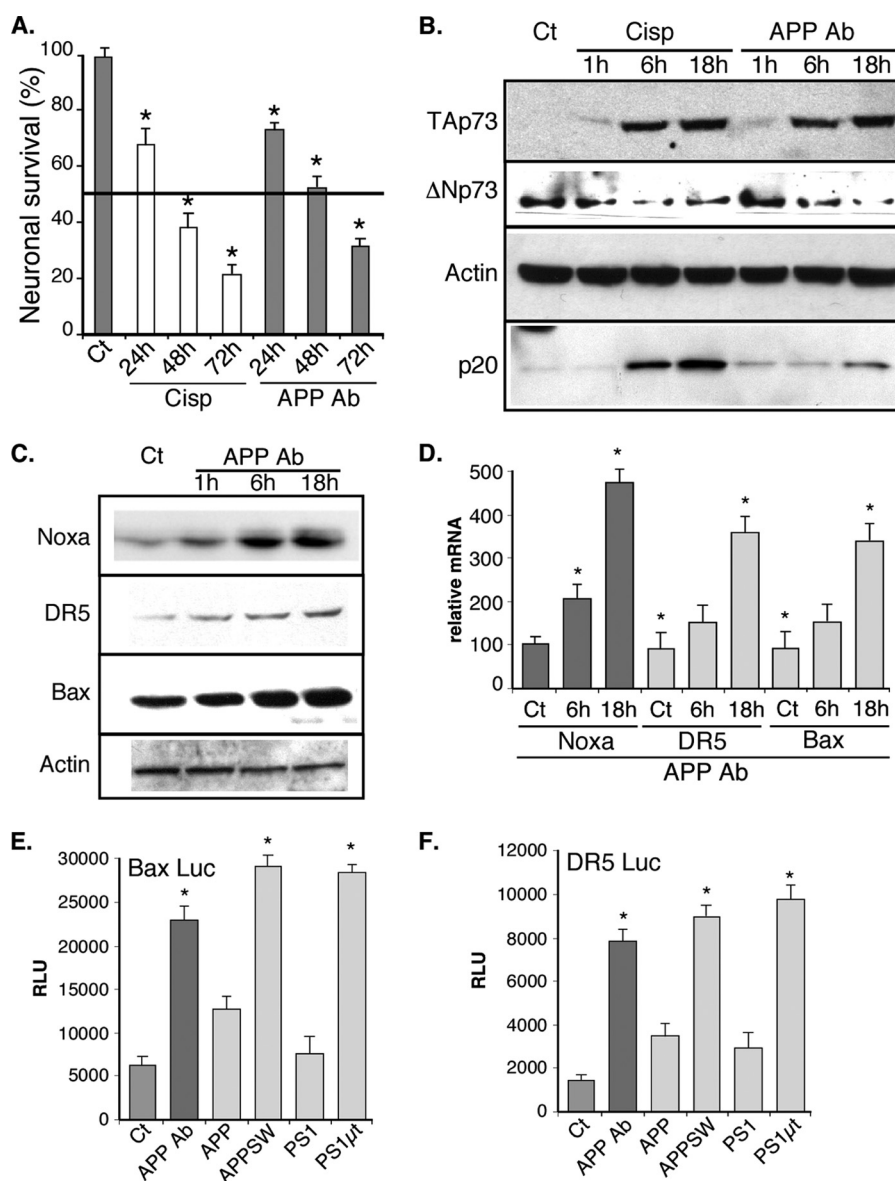 A.
Neuronal survival (%)
100
80
60
40
20
0
* * * * * *
Ct 24h 48h 72h 24h 48h 72h
Cisp APP Ab
B.
Ct Cisp APP Ab
1h 6h 18h 1h 6h 18h
TAp73
ΔNp73
Actin
p20
C.
Ct APP Ab
1h 6h 18h
Noxa
DR5
Bax
Actin
D.
relative mRNA
500
400
300
200
100
0
* * * * * *
Ct 6h 18h Ct 6h 18h Ct 6h 18h
Noxa DR5 Bax
APP Ab
E.
Bax Luc
RLU
30000
25000
20000
15000
10000
5000
0
* * *
Ct APP Ab APP APPSW PS1 PS1µt
F.
DR5 Luc
RLU
12000
10000
8000
6000
4000
2000
0
* * *
Ct APP Ab APP APPSW PS1 PS1µt